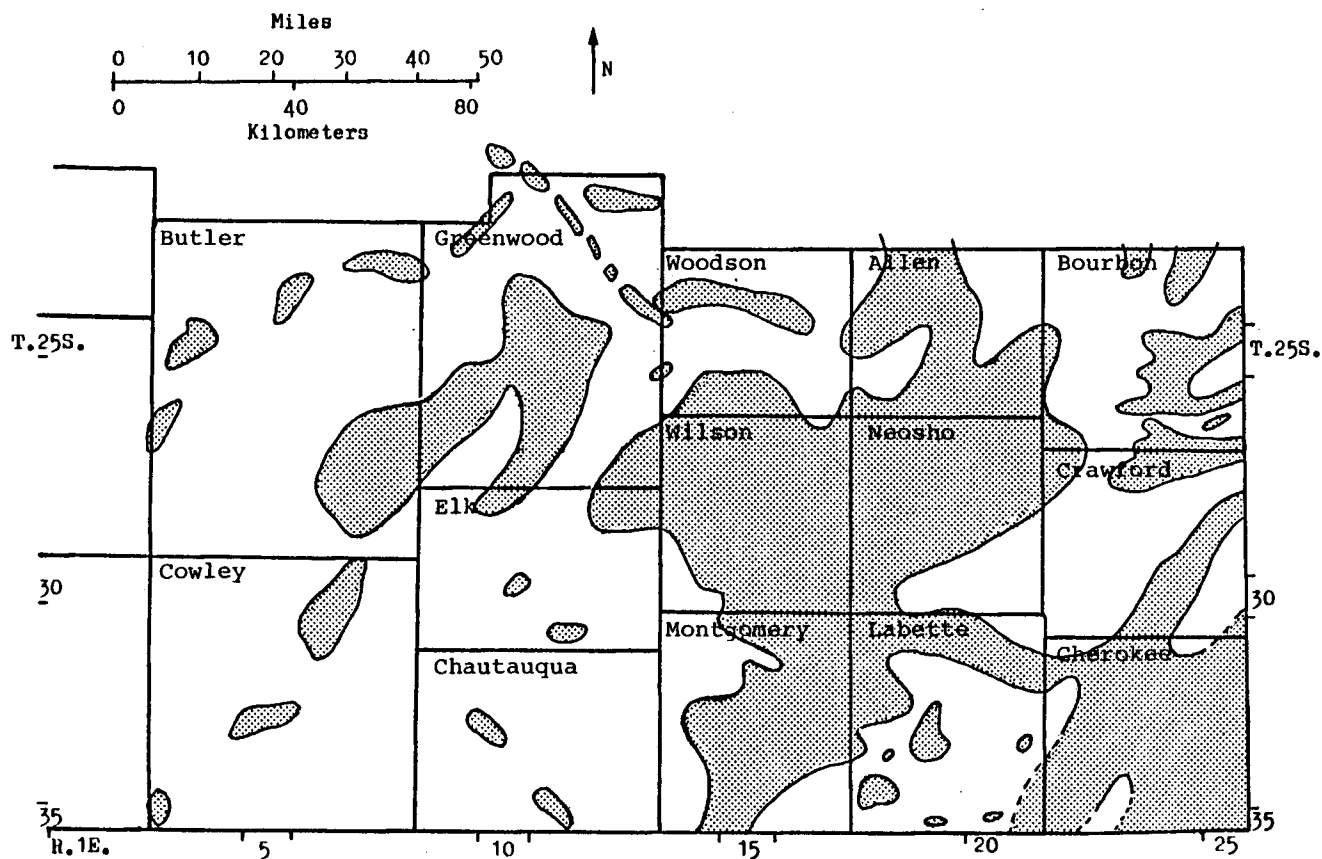 Miles
0 10 20 30 40 50
N
0 40 80
Kilometers
Butler
Greenwood
Woodson
Allen
Bourbon
T.25S.
T.25S.
Wilson
Neosho
Crawford
Elk
Cowley
30
30
Montgomery
Labette
Cherokee
Chautauqua
35
35
R.1E. 5 10 15 20 25